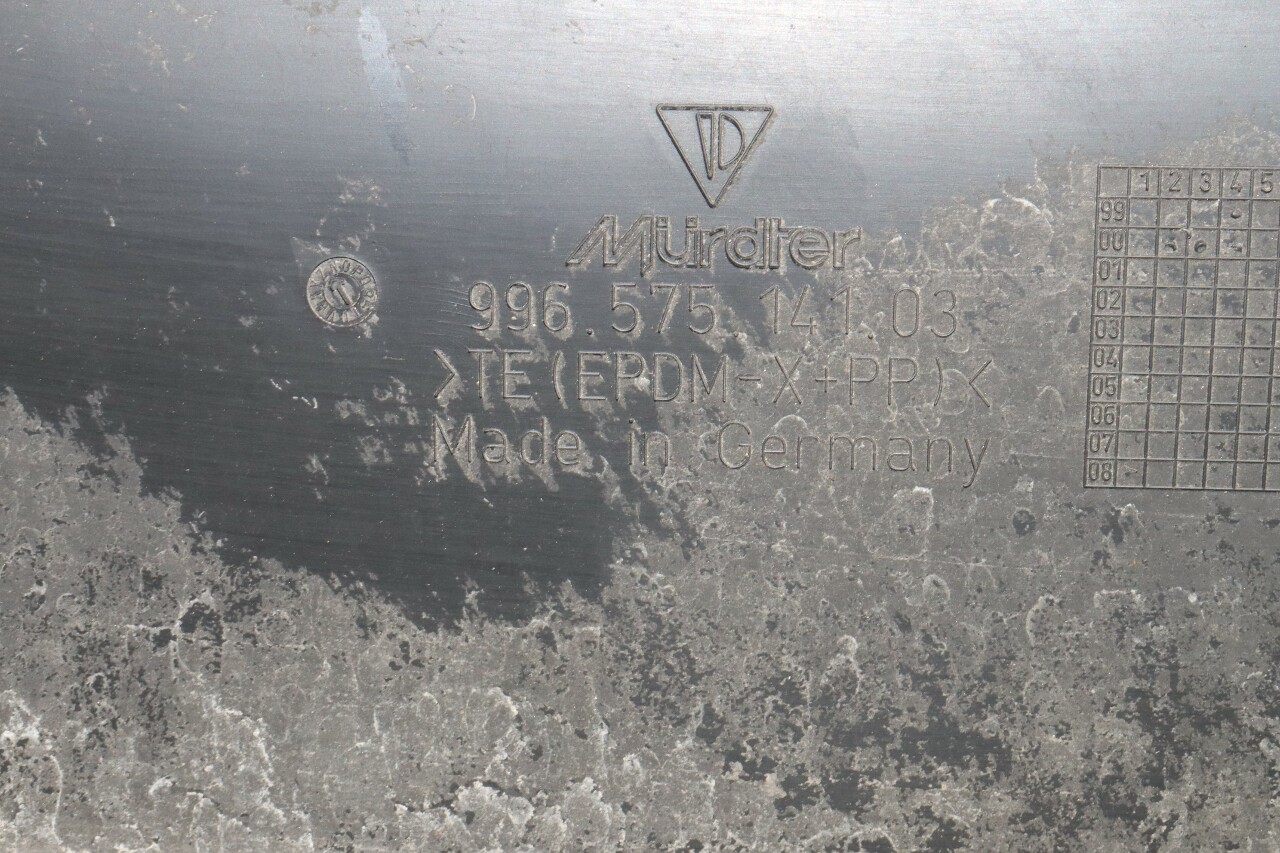 Mürdter
996.575.141.03
>TE(EPDM-X+PP)<
Made in Germany
1 2 3 4 5
99
00
01
02
03
04
05
06
07
08